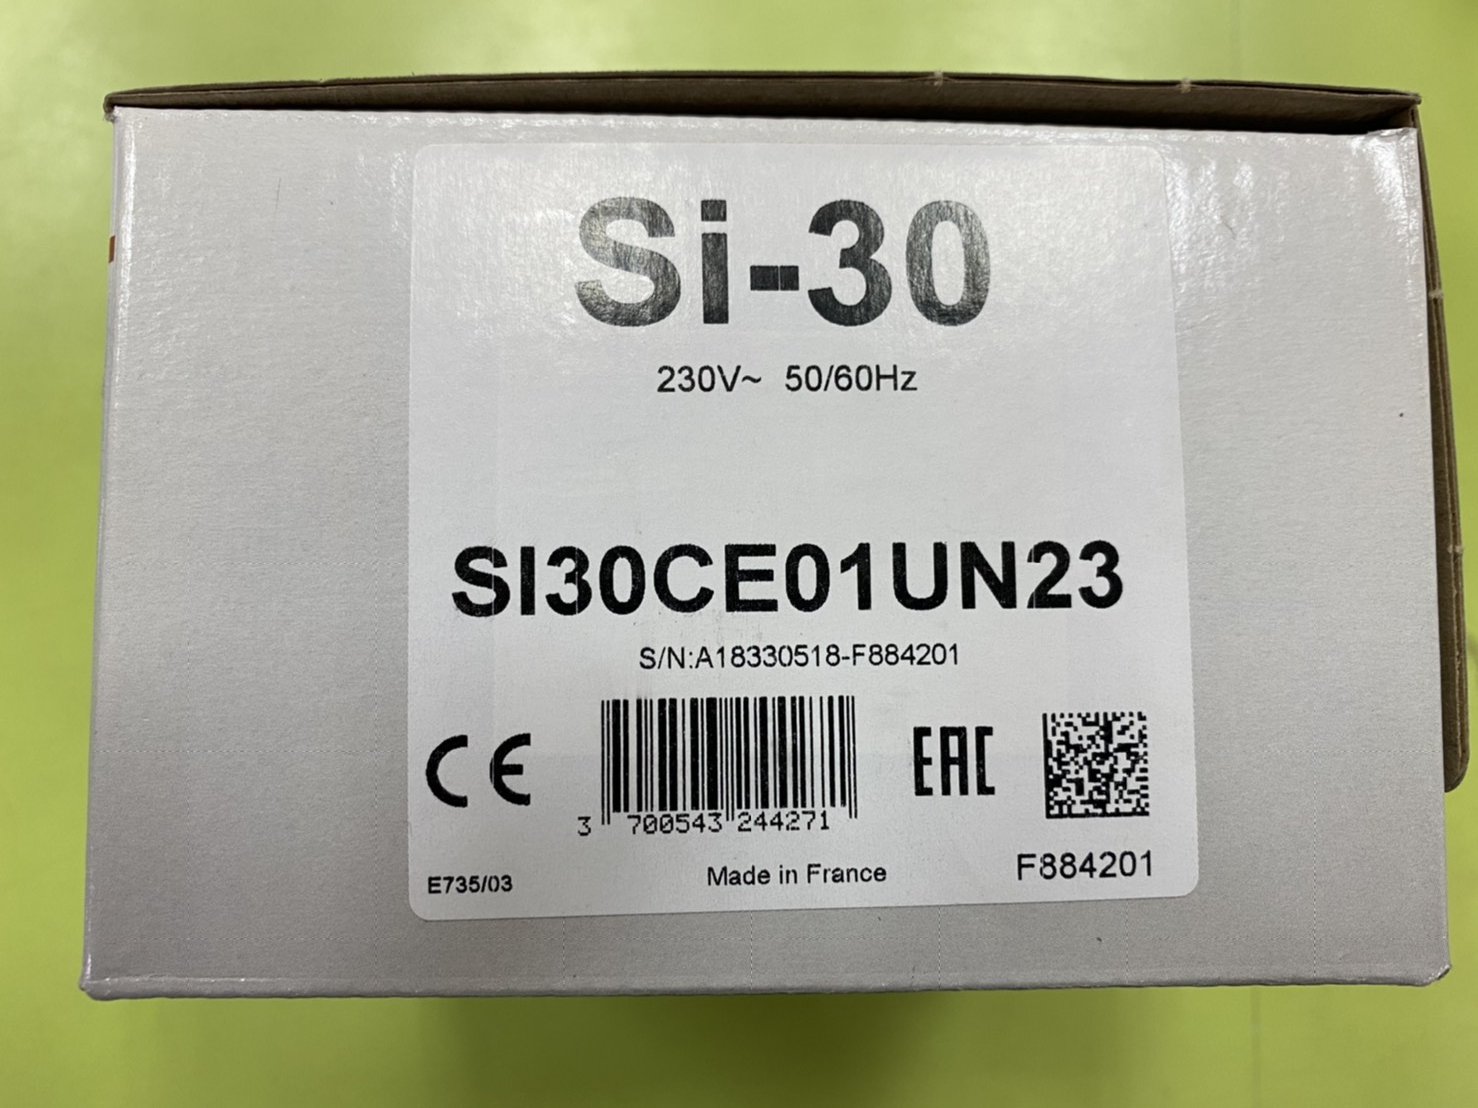 Si-30
230V~ 50/60Hz
SI30CE01UN23
S/N:A18330518-F884201
CE
3 700543 244271
EAC
E735/03
Made in France
F884201